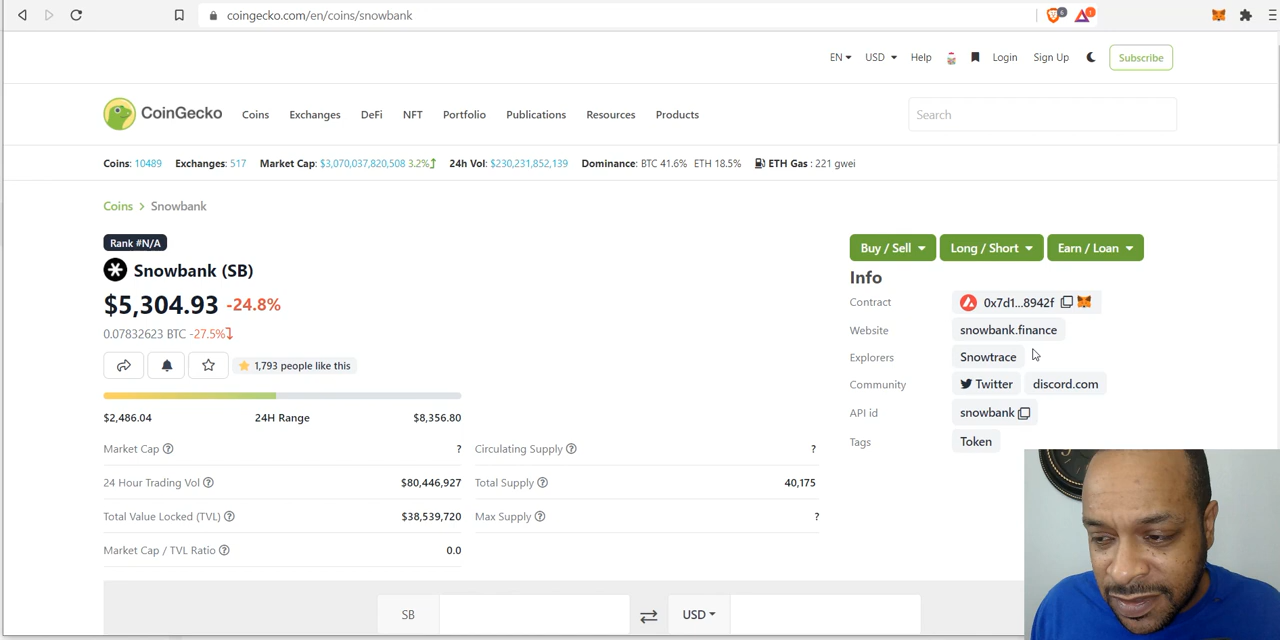 coingecko.com/en/coins/snowbank
EN USD Help Login Sign Up Subscribe
CoinGecko Coins Exchanges DeFi NFT Portfolio Publications Resources Products Search
Coins: 10489 Exchanges: 517 Market Cap: $3,070,037,820,508 3.2% 24h Vol: $230,231,852,139 Dominance: BTC 41.6% ETH 18.5% ETH Gas : 221 gwei
Coins > Snowbank
Rank #N/A
Snowbank (SB)
$5,304.93 -24.8%
0.07832623 BTC -27.5%
1,793 people like this
$2,486.04 24H Range $8,356.80
Market Cap ? ?
24 Hour Trading Vol ? $80,446,927
Total Value Locked (TVL) ? $38,539,720
Market Cap / TVL Ratio ? 0.0
Circulating Supply ? ?
Total Supply ? 40,175
Max Supply ? ?
Buy / Sell Long / Short Earn / Loan
Info
Contract 0x7d1...8942f
Website snowbank.finance
Explorers Snowtrace
Community Twitter discord.com
API id snowbank
Tags Token
SB USD